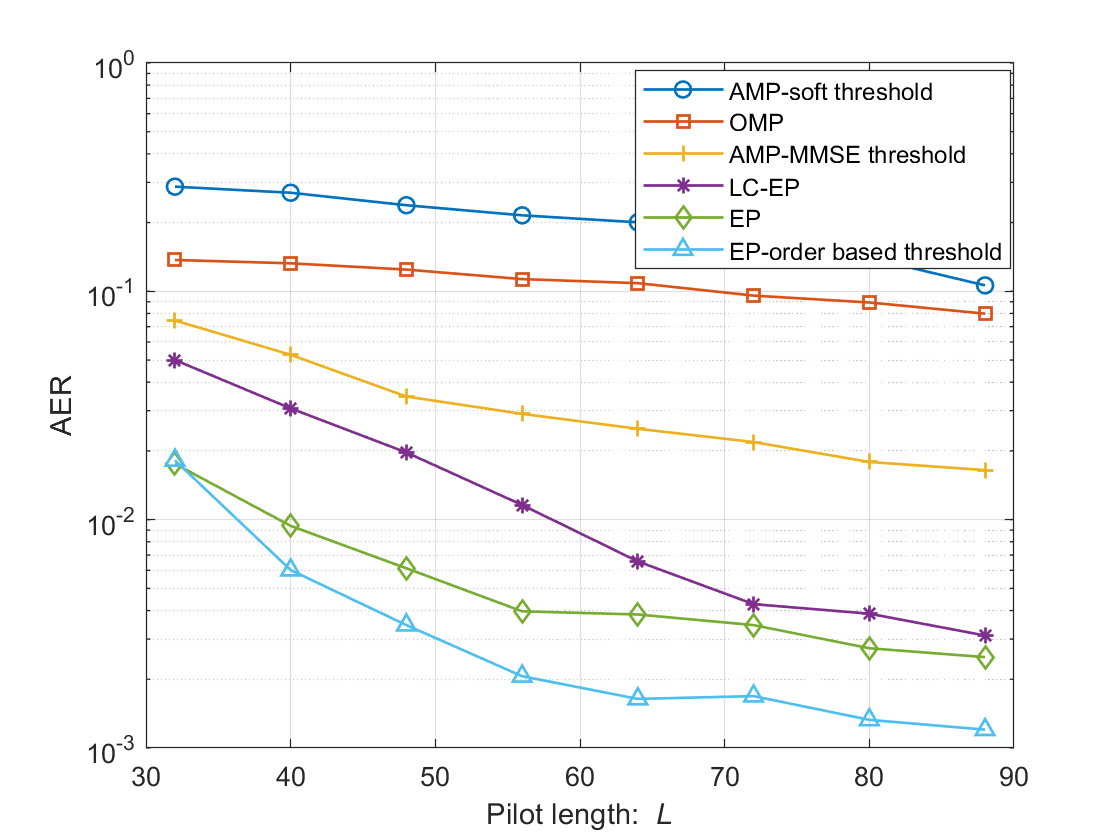 AMP-soft threshold
OMP
AMP-MMSE threshold
LC-EP
EP
EP-order based threshold
10^0
10^-1
10^-2
10^-3
AER
30 40 50 60 70 80 90
Pilot length: L